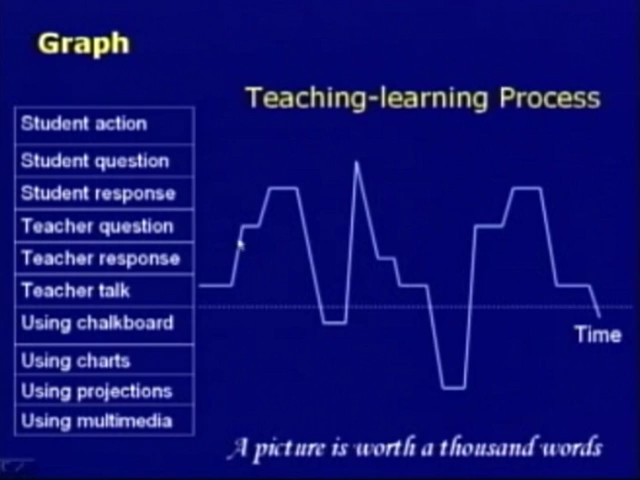 Graph
Teaching-learning Process
Student action
Student question
Student response
Teacher question
Teacher response
Teacher talk
Using chalkboard
Time
Using charts
Using projections
Using multimedia
A picture is worth a thousand words